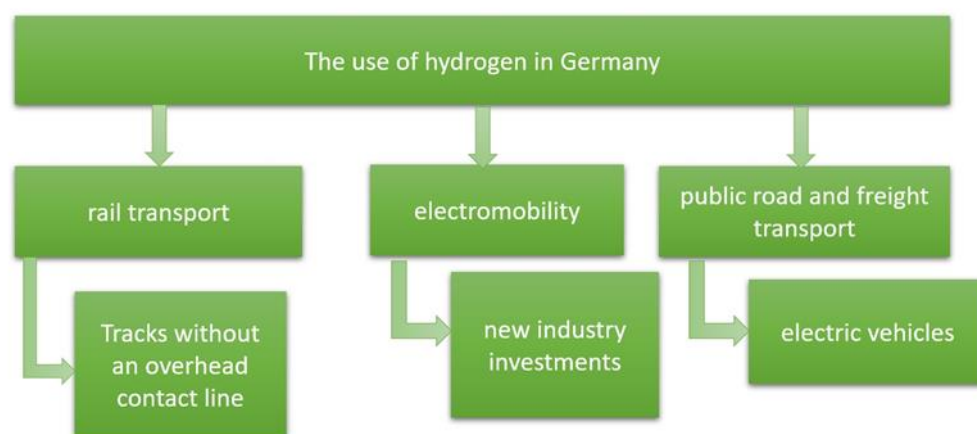 The use of hydrogen in Germany
rail transport
electromobility
public road and freight
transport
Tracks without
an overhead
contact line
new industry
investments
electric vehicles